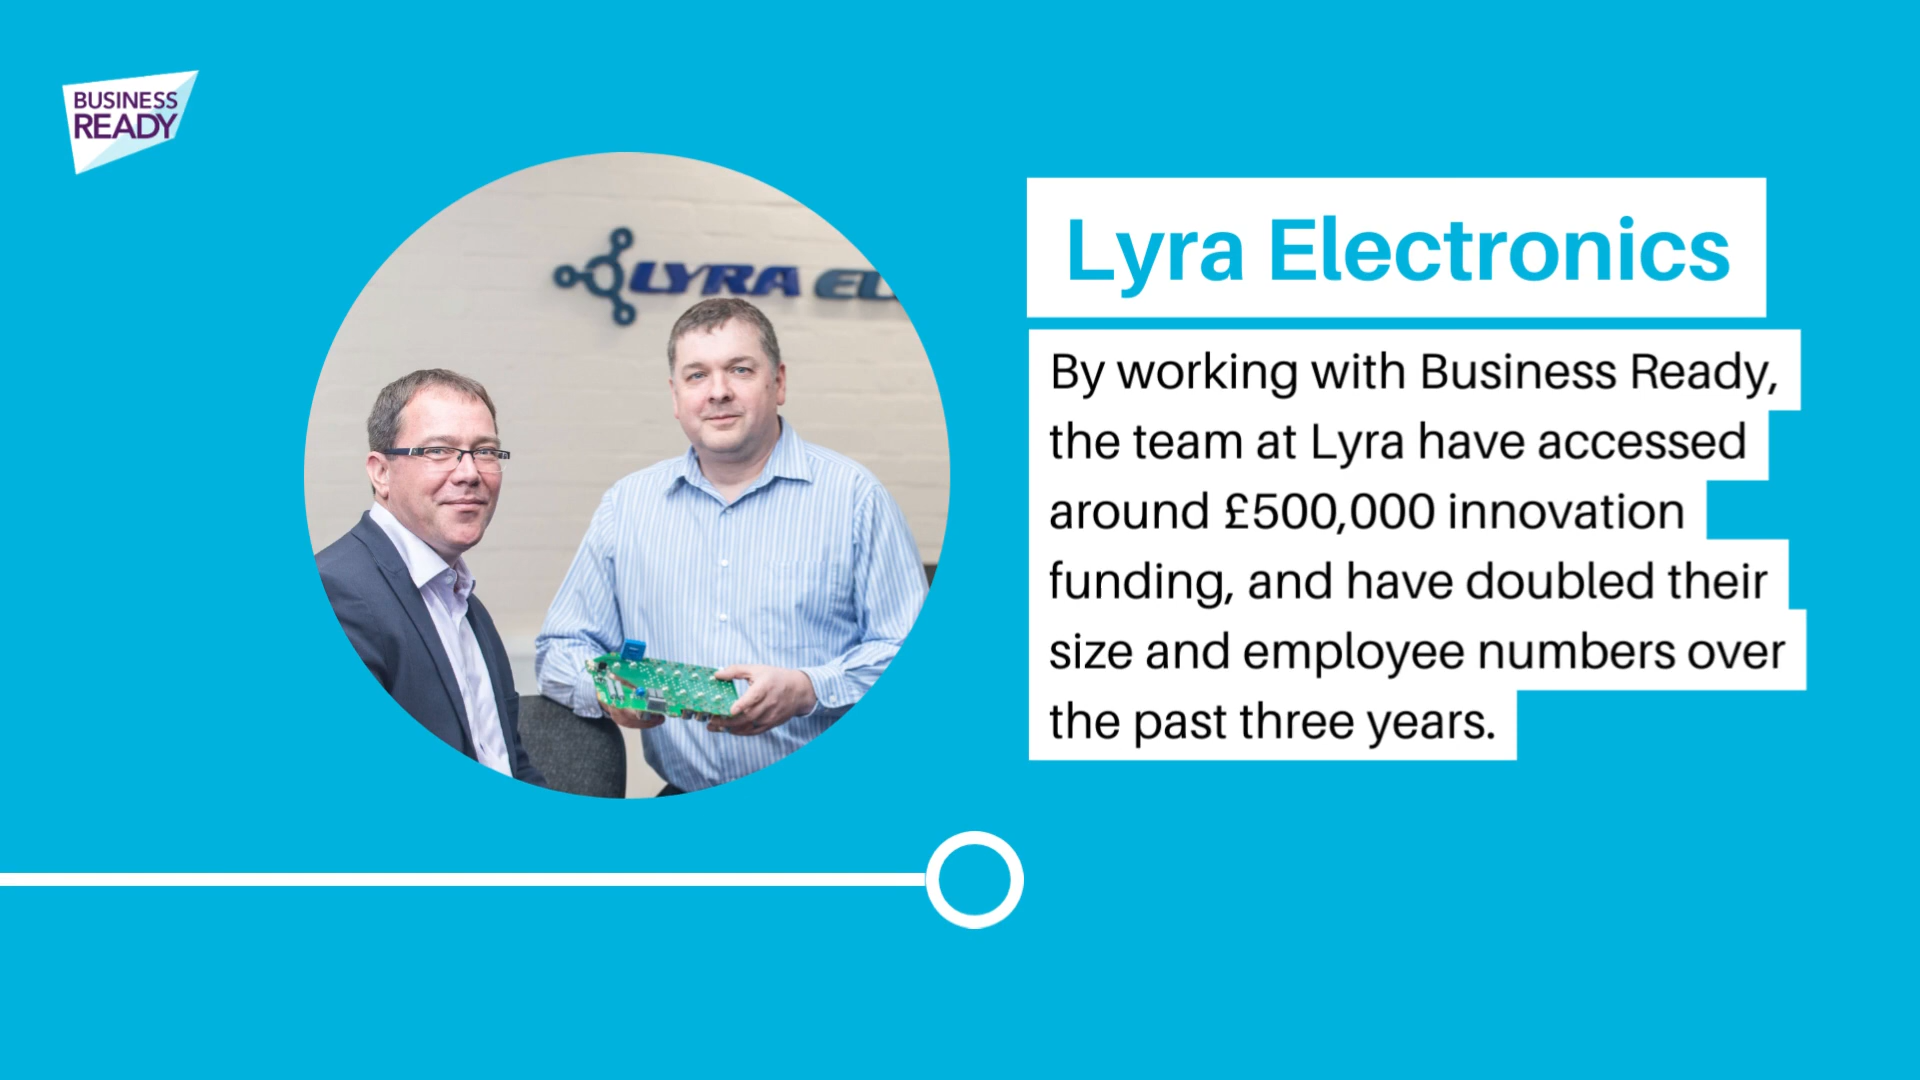 BUSINESS
READY
LYRA EL
Lyra Electronics
By working with Business Ready,
the team at Lyra have accessed
around £500,000 innovation
funding, and have doubled their
size and employee numbers over
the past three years.